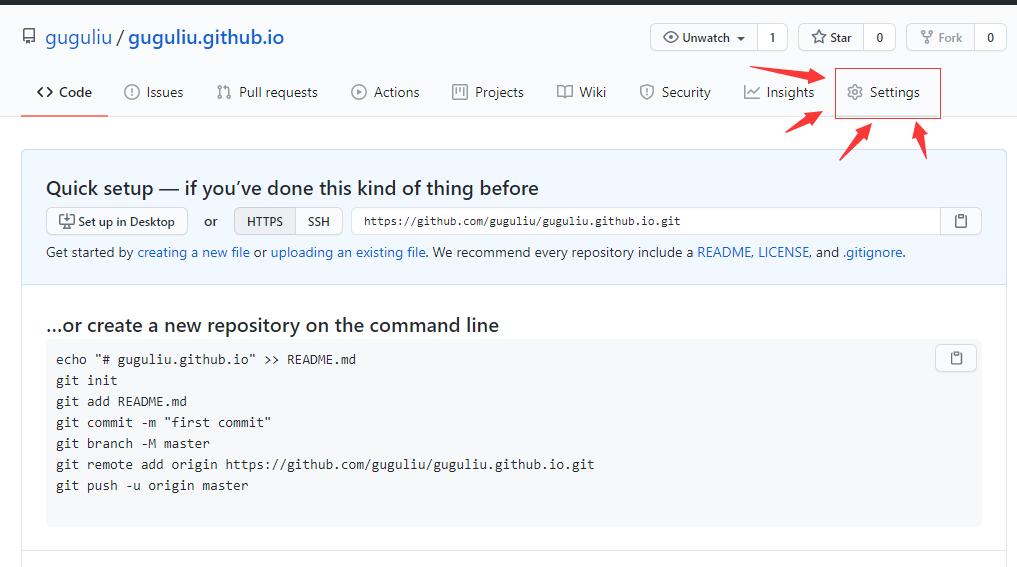 guguliu / guguliu.github.io
Unwatch 1 Star 0 Fork 0
Code Issues Pull requests Actions Projects Wiki Security Insights Settings
Quick setup — if you’ve done this kind of thing before
Set up in Desktop or HTTPS SSH https://github.com/guguliu/guguliu.github.io.git
Get started by creating a new file or uploading an existing file. We recommend every repository include a README, LICENSE, and .gitignore.
…or create a new repository on the command line
echo "# guguliu.github.io" >> README.md
git init
git add README.md
git commit -m "first commit"
git branch -M master
git remote add origin https://github.com/guguliu/guguliu.github.io.git
git push -u origin master